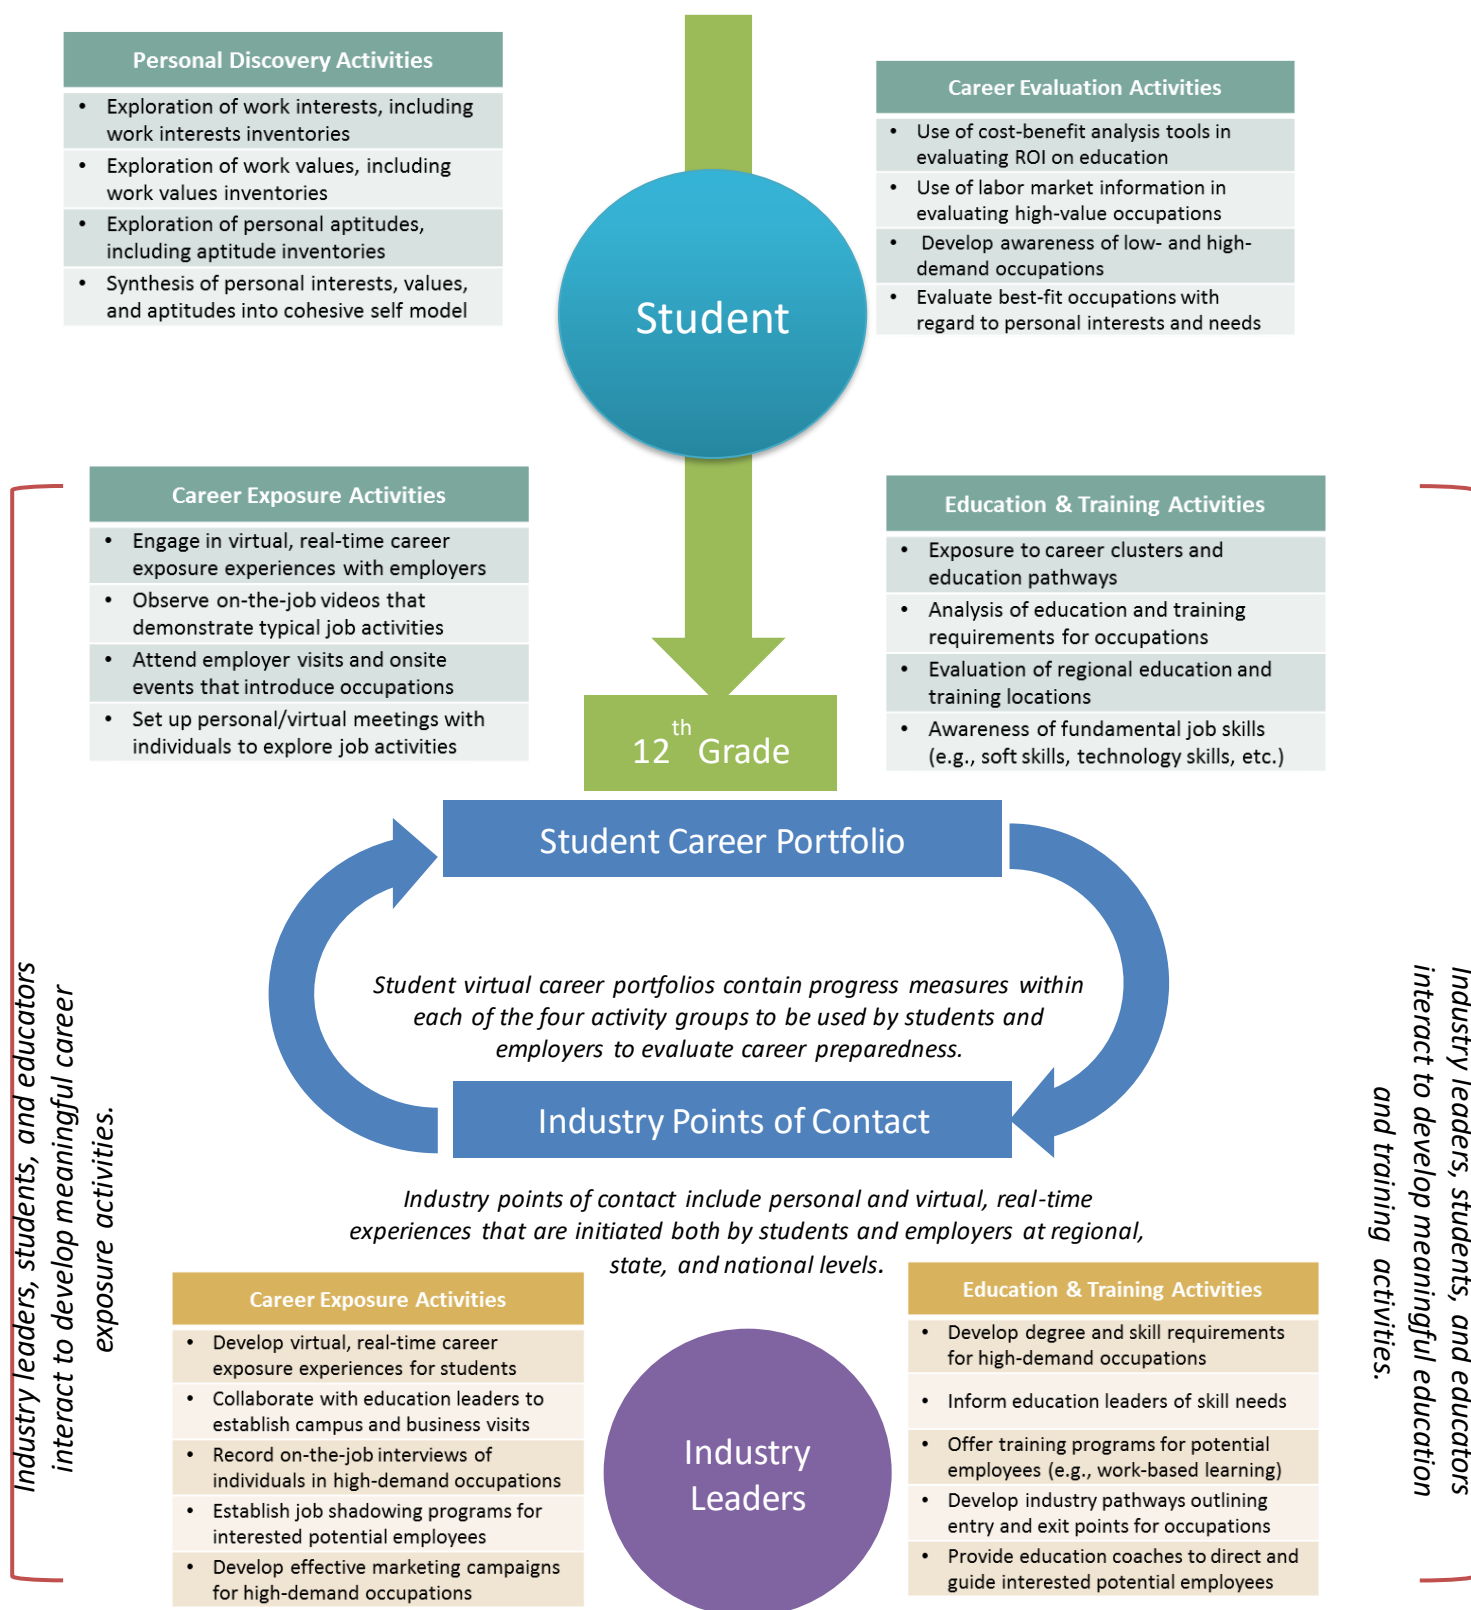 Personal Discovery Activities
• Exploration of work interests, including
work interests inventories
• Exploration of work values, including
work values inventories
• Exploration of personal aptitudes,
including aptitude inventories
• Synthesis of personal interests, values,
and aptitudes into cohesive self model
Career Evaluation Activities
• Use of cost-benefit analysis tools in
evaluating ROI on education
• Use of labor market information in
evaluating high-value occupations
• Develop awareness of low- and high-
demand occupations
• Evaluate best-fit occupations with
regard to personal interests and needs
Student
Career Exposure Activities
• Engage in virtual, real-time career
exposure experiences with employers
• Observe on-the-job videos that
demonstrate typical job activities
• Attend employer visits and onsite
events that introduce occupations
• Set up personal/virtual meetings with
individuals to explore job activities
Education & Training Activities
• Exposure to career clusters and
education pathways
• Analysis of education and training
requirements for occupations
• Evaluation of regional education and
training locations
• Awareness of fundamental job skills
(e.g., soft skills, technology skills, etc.)
12th Grade
Student Career Portfolio
Student virtual career portfolios contain progress measures within
each of the four activity groups to be used by students and
employers to evaluate career preparedness.
Industry Points of Contact
Industry points of contact include personal and virtual, real-time
experiences that are initiated both by students and employers at regional,
state, and national levels.
Industry leaders, students, and educators
interact to develop meaningful career
exposure activities.
Industry leaders, students, and educators
interact to develop meaningful education
and training activities.
Career Exposure Activities
• Develop virtual, real-time career
exposure experiences for students
• Collaborate with education leaders to
establish campus and business visits
• Record on-the-job interviews of
individuals in high-demand occupations
• Establish job shadowing programs for
interested potential employees
• Develop effective marketing campaigns
for high-demand occupations
Industry
Leaders
Education & Training Activities
• Develop degree and skill requirements
for high-demand occupations
• Inform education leaders of skill needs
• Offer training programs for potential
employees (e.g., work-based learning)
• Develop industry pathways outlining
entry and exit points for occupations
• Provide education coaches to direct and
guide interested potential employees